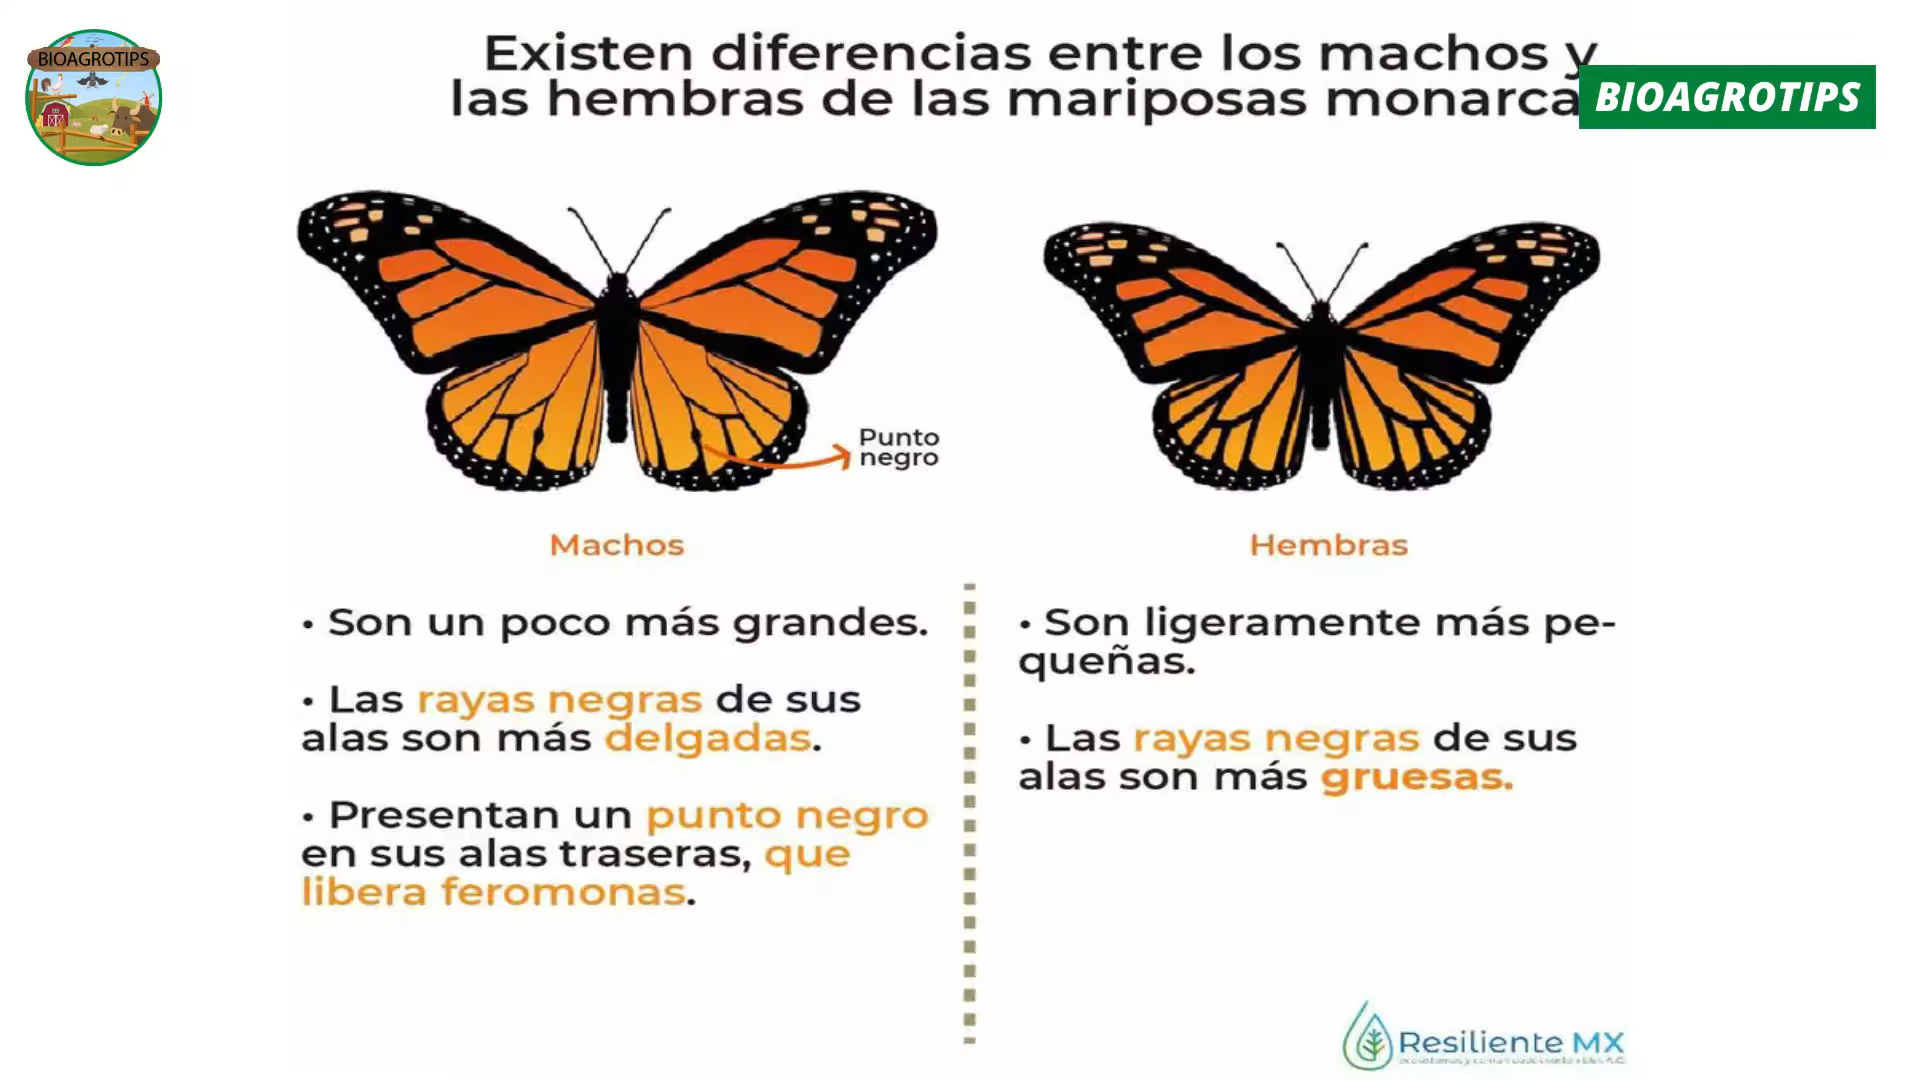 BIOAGROTIPS
Existen diferencias entre los machos y
las hembras de las mariposas monarca
BIOAGROTIPS
Punto
negro
Machos
• Son un poco más grandes.
• Las rayas negras de sus
alas son más delgadas.
• Presentan un punto negro
en sus alas traseras, que
libera feromonas.
Hembras
• Son ligeramente más pe-
queñas.
• Las rayas negras de sus
alas son más gruesas.
Resiliente MX